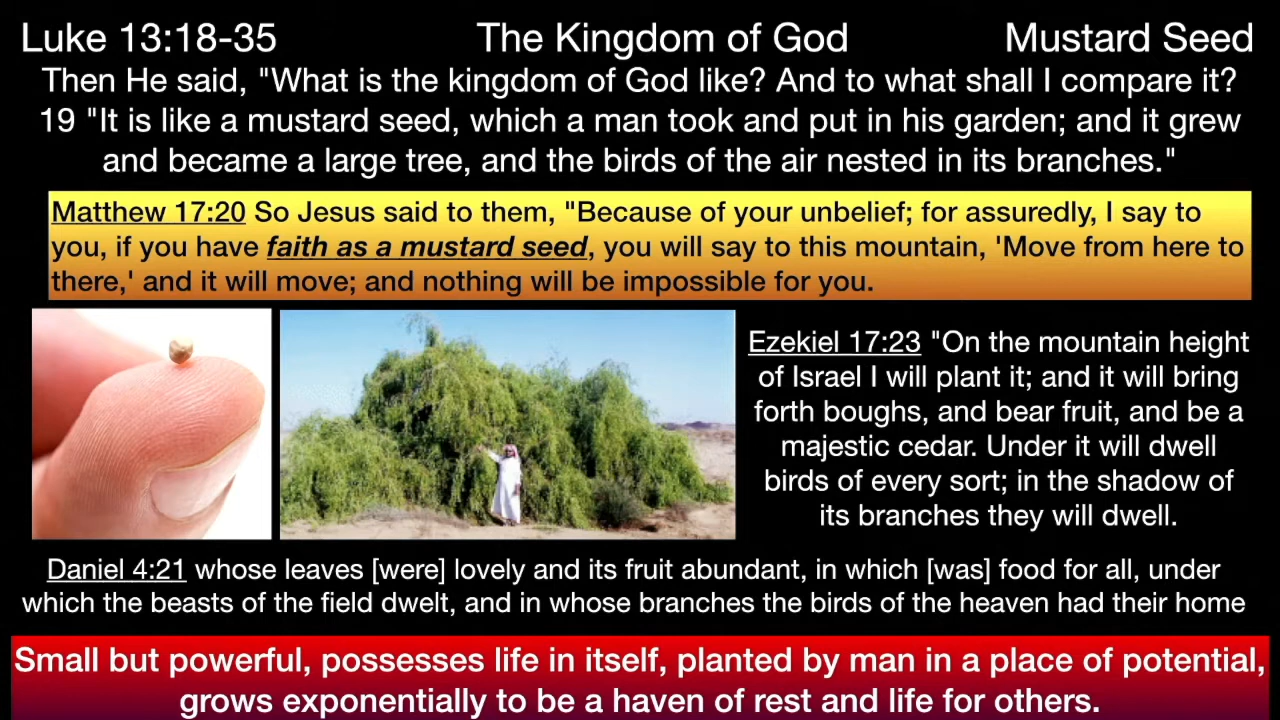 Luke 13:18-35 The Kingdom of God Mustard Seed
Then He said, "What is the kingdom of God like? And to what shall I compare it?
19 "It is like a mustard seed, which a man took and put in his garden; and it grew
and became a large tree, and the birds of the air nested in its branches."
Matthew 17:20 So Jesus said to them, "Because of your unbelief; for assuredly, I say to
you, if you have faith as a mustard seed, you will say to this mountain, 'Move from here to
there,' and it will move; and nothing will be impossible for you.
Ezekiel 17:23 "On the mountain height
of Israel I will plant it; and it will bring
forth boughs, and bear fruit, and be a
majestic cedar. Under it will dwell
birds of every sort; in the shadow of
its branches they will dwell.
Daniel 4:21 whose leaves [were] lovely and its fruit abundant, in which [was] food for all, under
which the beasts of the field dwelt, and in whose branches the birds of the heaven had their home
Small but powerful, possesses life in itself, planted by man in a place of potential,
grows exponentially to be a haven of rest and life for others.